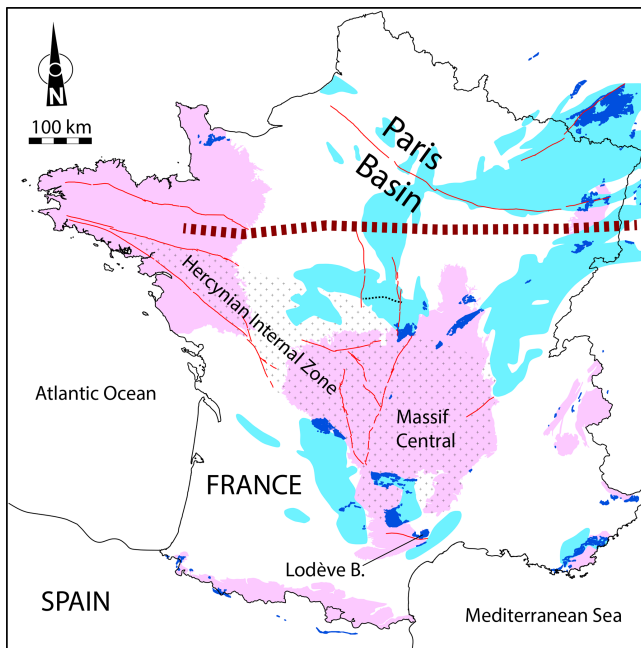 N
100 km
Paris
Basin
Hercynian Internal Zone
Atlantic Ocean
Massif
Central
FRANCE
Lodève B.
SPAIN
Mediterranean Sea